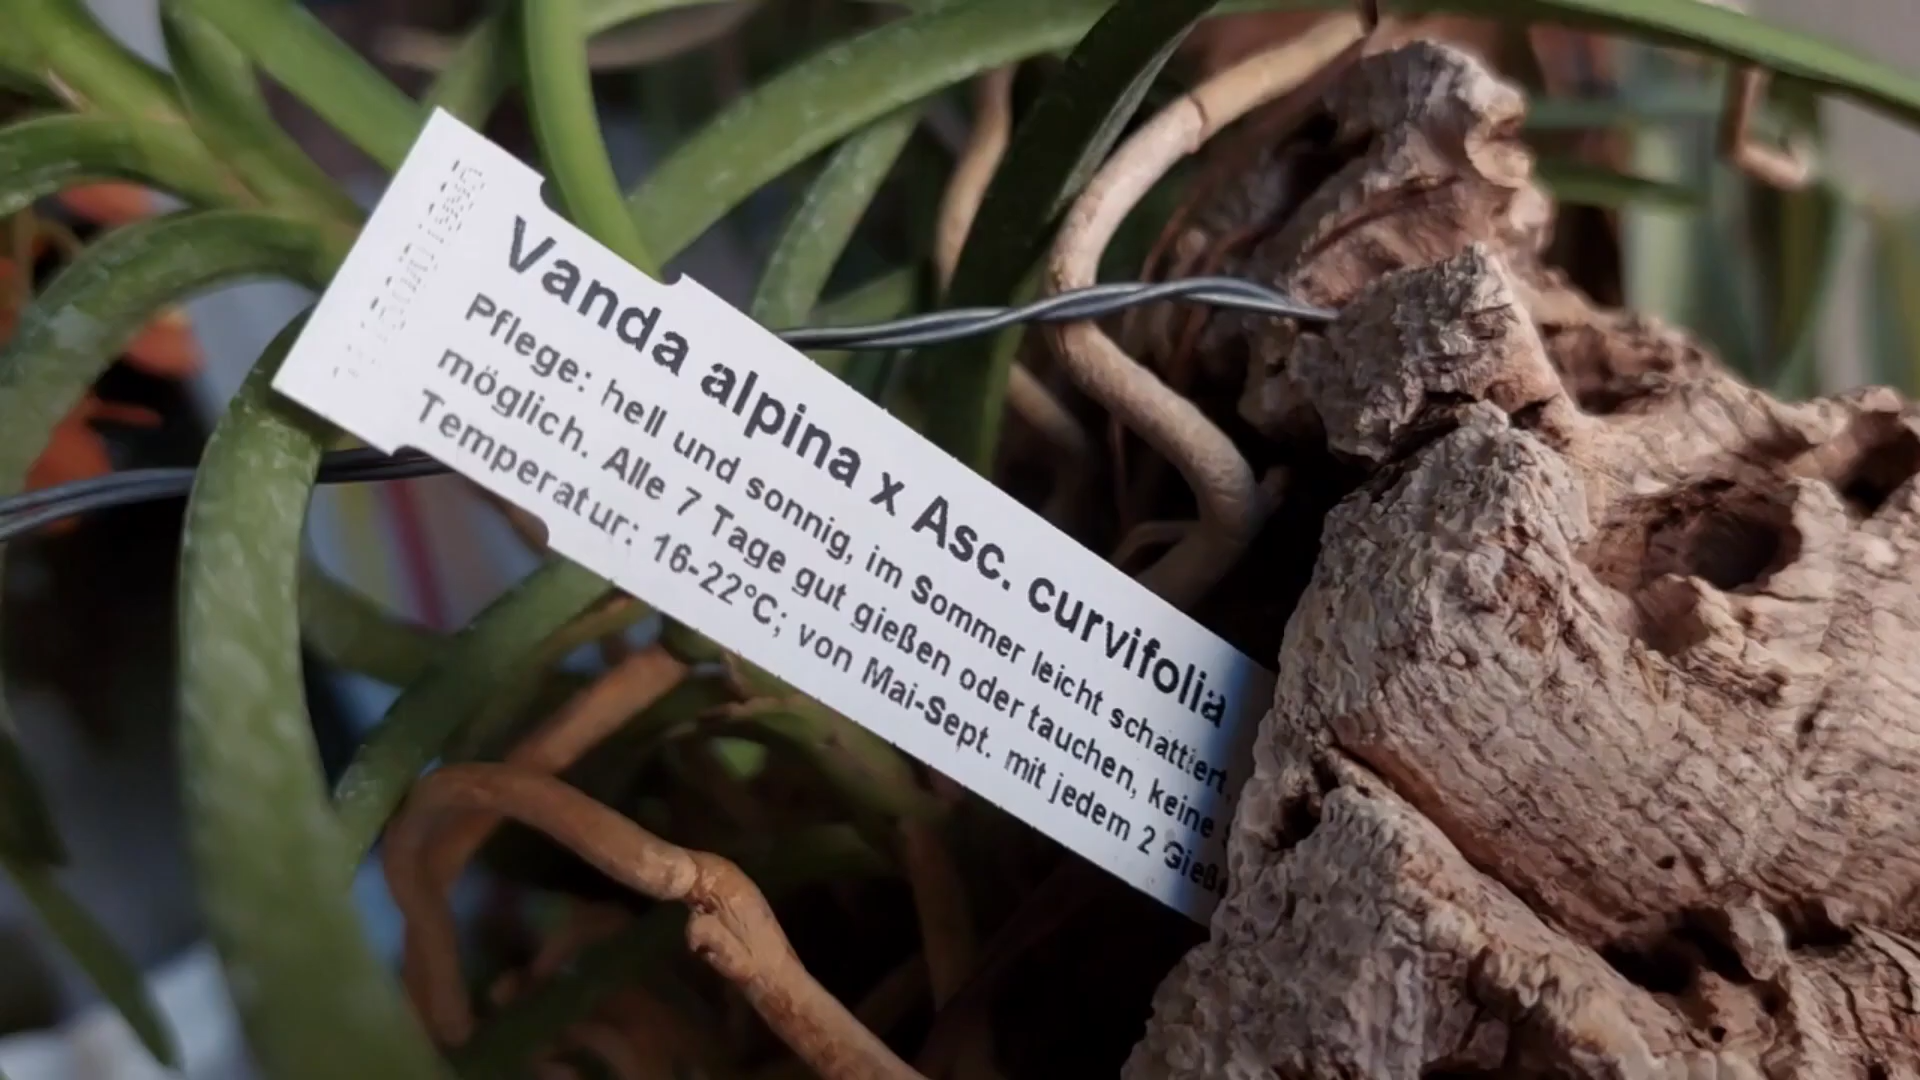 Vanda alpina x Asc. curvifolia
Pflege: hell und sonnig, im Sommer leicht schattiert.
möglich. Alle 7 Tage gut gießen oder tauchen, keine
Temperatur: 16-22°C; von Mai-Sept. mit jedem 2